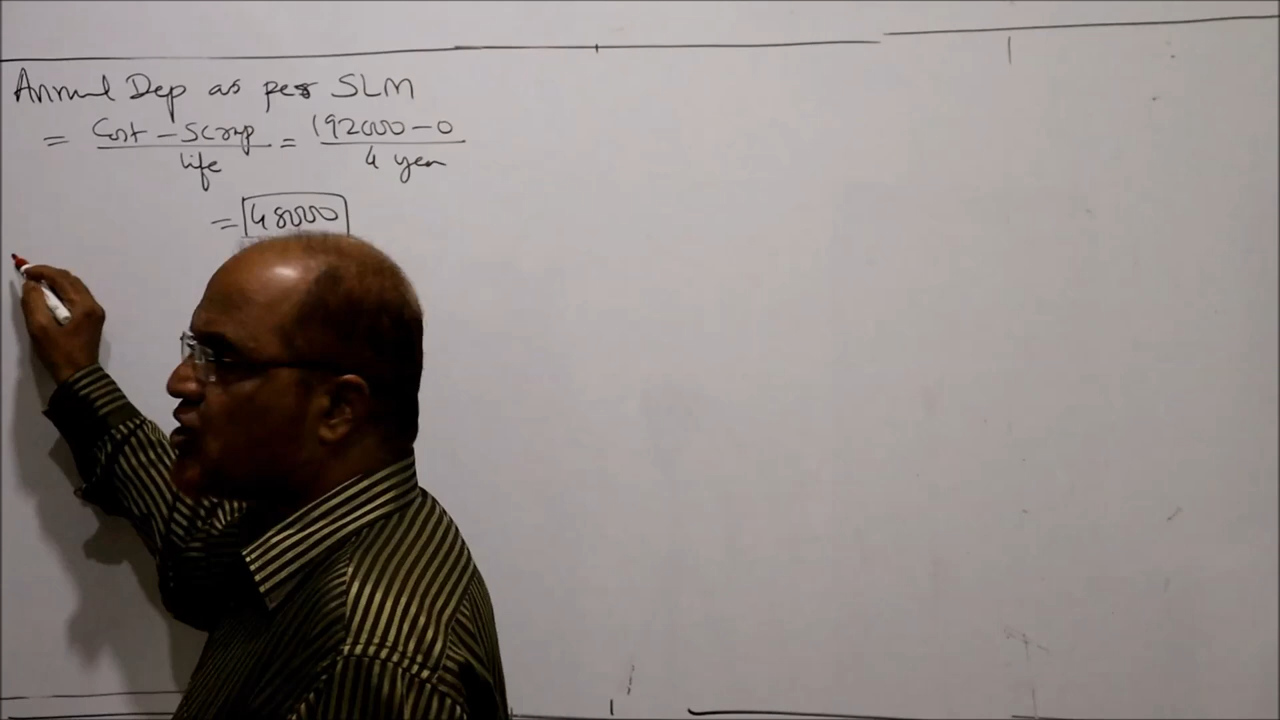 Annual Dep as per SLM
= Cost - Scrap / life = 192000 - 0 / 4 year
= 48000